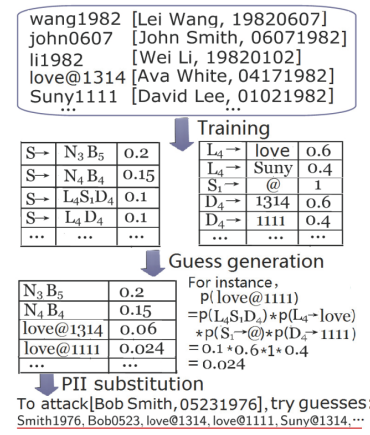 wang1982 [Lei Wang, 19820607]
john0607 [John Smith, 06071982]
li1982 [Wei Li, 19820102]
love@1314 [Ava White, 04171982]
Suny1111 [David Lee, 01021982]
...
Training
S→ N₃B₅ 0.2
S→ N₄B₄ 0.15
S→ L₄S₁D₄ 0.1
S→ L₄D₄ 0.1
... ... ...
L₄→ love 0.6
L₄→ Suny 0.4
S₁→ @ 1
D₄→ 1314 0.6
D₄→ 1111 0.4
... ... ...
Guess generation
N₃B₅ 0.2
N₄B₄ 0.15
love@1314 0.06
love@1111 0.024
... ...
For instance,
p(love@1111)
=p(L₄S₁D₄)*p(L₄→love)
*p(S₁→@)*p(D₄→1111)
=0.1*0.6*1*0.4
=0.024
PII substitution
To attack[Bob Smith,05231976],try guesses:
Smith1976, Bob0523, love@1314, love@1111, Suny@1314,...